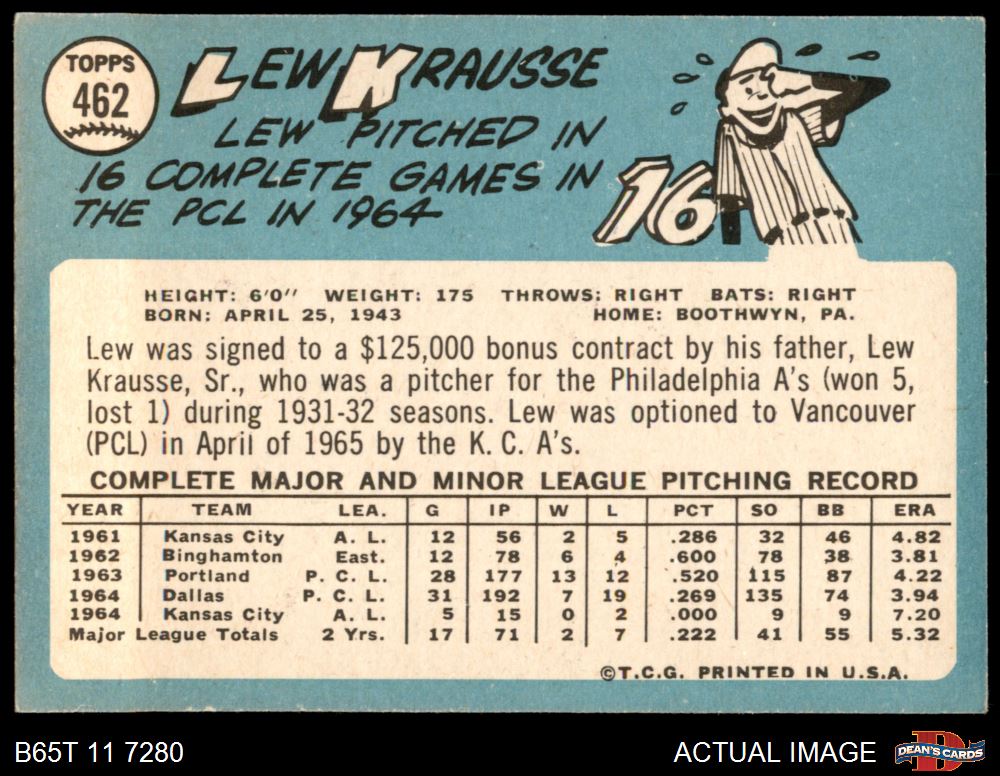 TOPPS
462
LEW KRAUSSE
LEW PITCHED IN
16 COMPLETE GAMES IN
THE PCL IN 1964
16
HEIGHT: 6'0" WEIGHT: 175 THROWS: RIGHT BATS: RIGHT
BORN: APRIL 25, 1943 HOME: BOOTHWYN, PA.
Lew was signed to a $125,000 bonus contract by his father, Lew
Krausse, Sr., who was a pitcher for the Philadelphia A's (won 5,
lost 1) during 1931-32 seasons. Lew was optioned to Vancouver
(PCL) in April of 1965 by the K. C. A's.
COMPLETE MAJOR AND MINOR LEAGUE PITCHING RECORD
YEAR TEAM LEA. G IP W L PCT SO BB ERA
1961 Kansas City A. L. 12 56 2 5 .286 32 46 4.82
1962 Binghamton East. 12 78 6 4 .600 78 38 3.81
1963 Portland P. C. L. 28 177 13 12 .520 115 87 4.22
1964 Dallas P. C. L. 31 192 7 19 .269 135 74 3.94
1964 Kansas City A. L. 5 15 0 2 .000 9 9 7.20
Major League Totals 2 Yrs. 17 71 2 7 .222 41 55 5.32
©T.C.G. PRINTED IN U.S.A.
B65T 11 7280 ACTUAL IMAGE D DEAN'S CARDS